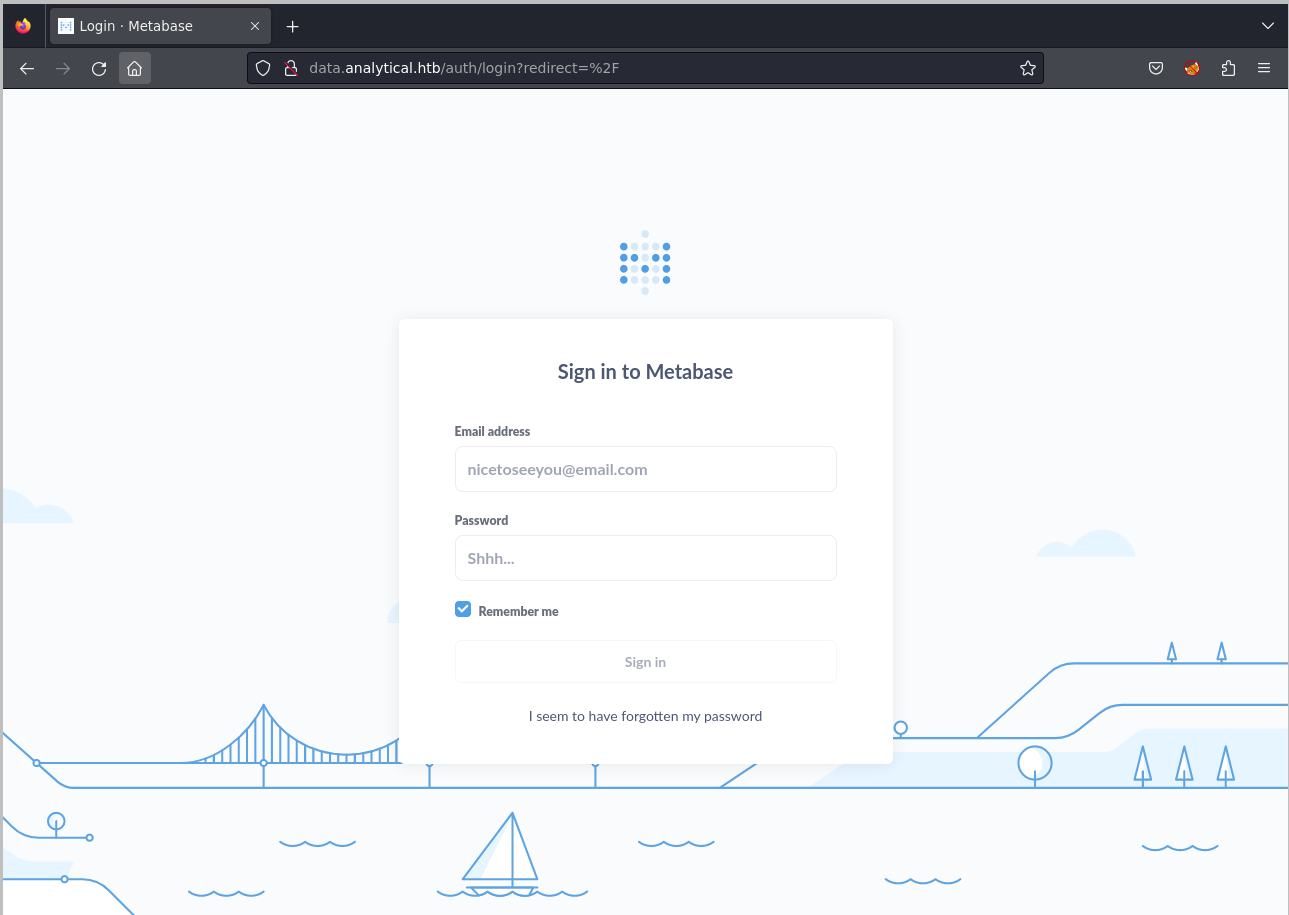 Login · Metabase
data.analytical.htb/auth/login?redirect=%2F
Sign in to Metabase
Email address
nicetoseeyou@email.com
Password
Shhh...
Remember me
Sign in
I seem to have forgotten my password